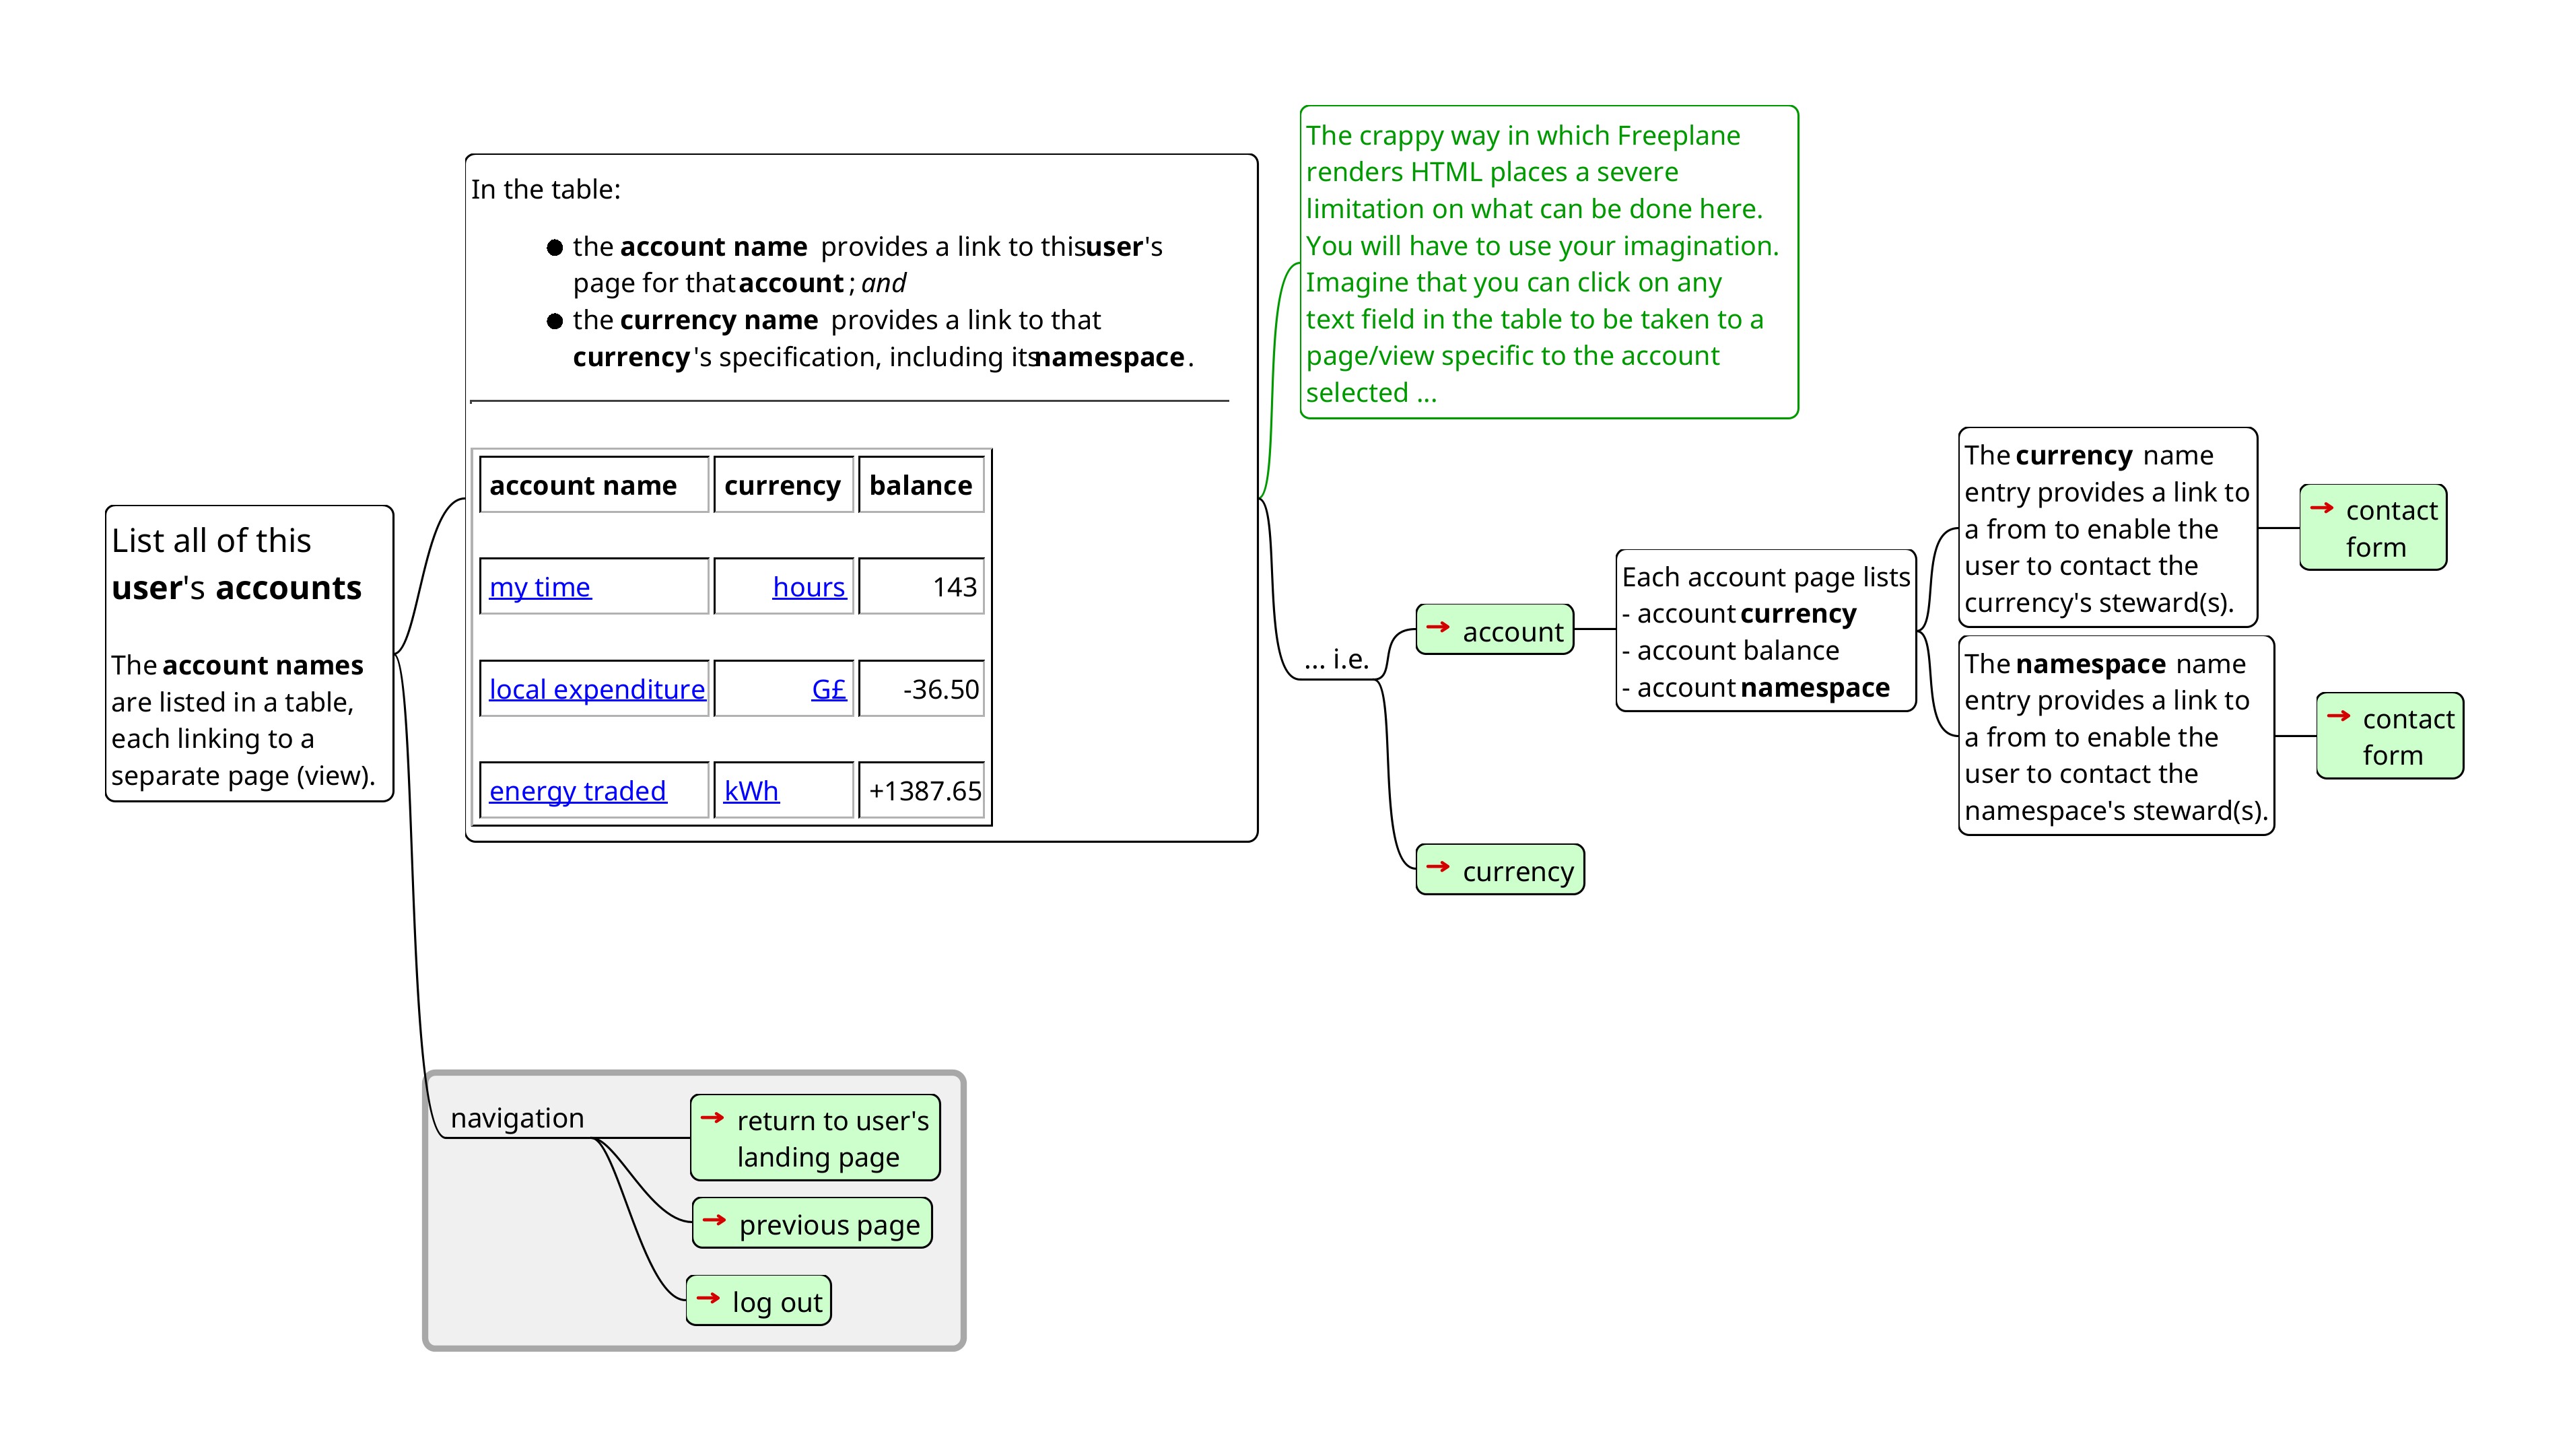 List all of this
user's accounts
The account names
are listed in a table,
each linking to a
separate page (view).
In the table:
the account name provides a link to this user's
page for that account ; and
the currency name provides a link to that
currency 's specification, including its namespace .
account name currency balance
my time hours 143
local expenditure G£ -36.50
energy traded kWh +1387.65
The crappy way in which Freeplane
renders HTML places a severe
limitation on what can be done here.
You will have to use your imagination.
Imagine that you can click on any
text field in the table to be taken to a
page/view specific to the account
selected ...
... i.e.
→ account
Each account page lists
- account currency
- account balance
- account namespace
The currency name
entry provides a link to
a from to enable the
user to contact the
currency's steward(s).
→ contact
form
The namespace name
entry provides a link to
a from to enable the
user to contact the
namespace's steward(s).
→ contact
form
→ currency
navigation
→ return to user's
landing page
→ previous page
→ log out